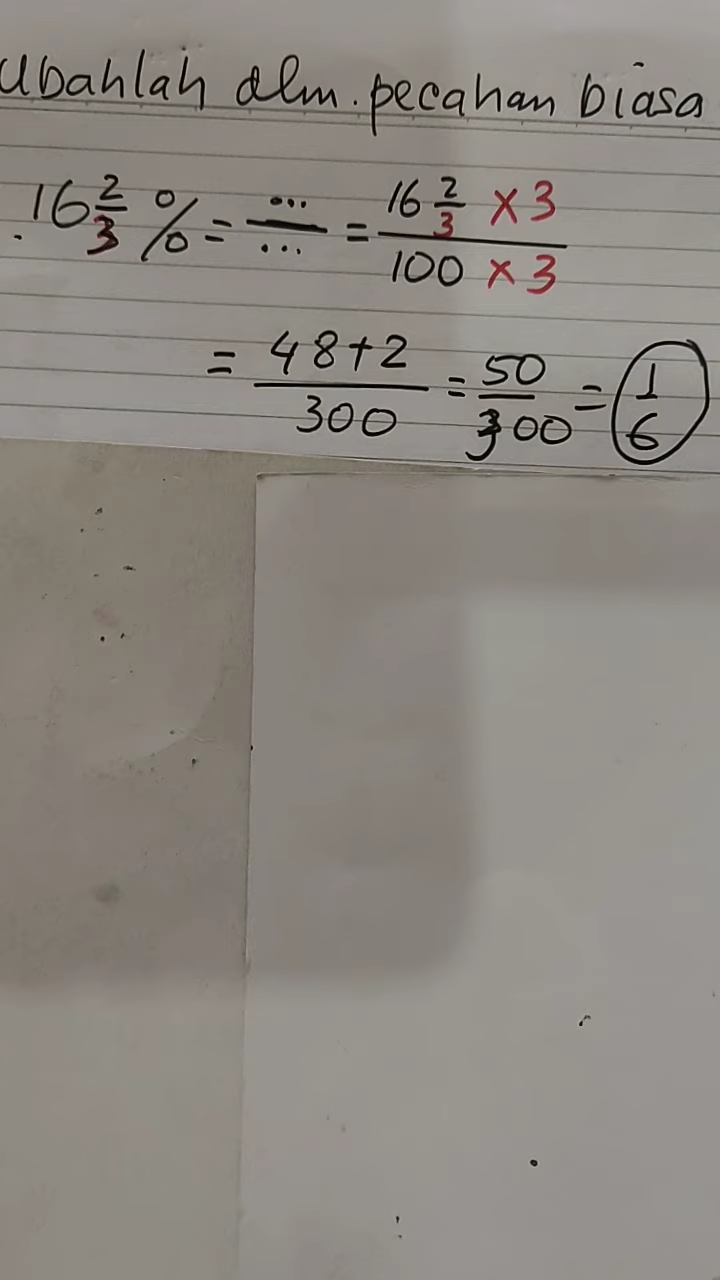 Ubahlah dlm. pecahan biasa
16 2/3 % = .../... = 16 2/3 × 3 / 100 × 3
= 48+2 / 300 = 50/300 = 1/6